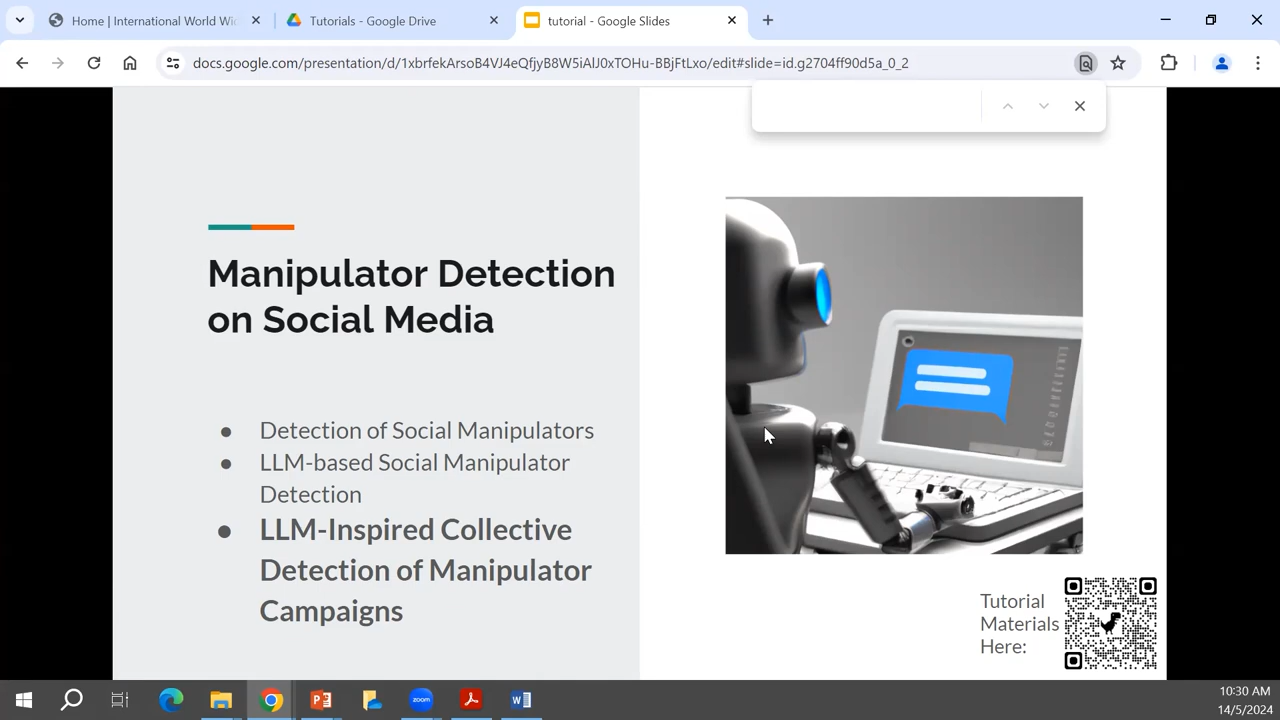 Home | International World Wi
Tutorials - Google Drive
tutorial - Google Slides
docs.google.com/presentation/d/1xbrfekArsoB4VJ4eQfjyB8W5iAlJ0xTOHu-BBjFtLxo/edit#slide=id.g2704ff90d5a_0_2
Manipulator Detection
on Social Media
● Detection of Social Manipulators
● LLM-based Social Manipulator
Detection
● LLM-Inspired Collective
Detection of Manipulator
Campaigns
Tutorial
Materials
Here:
zoom
10:30 AM
14/5/2024